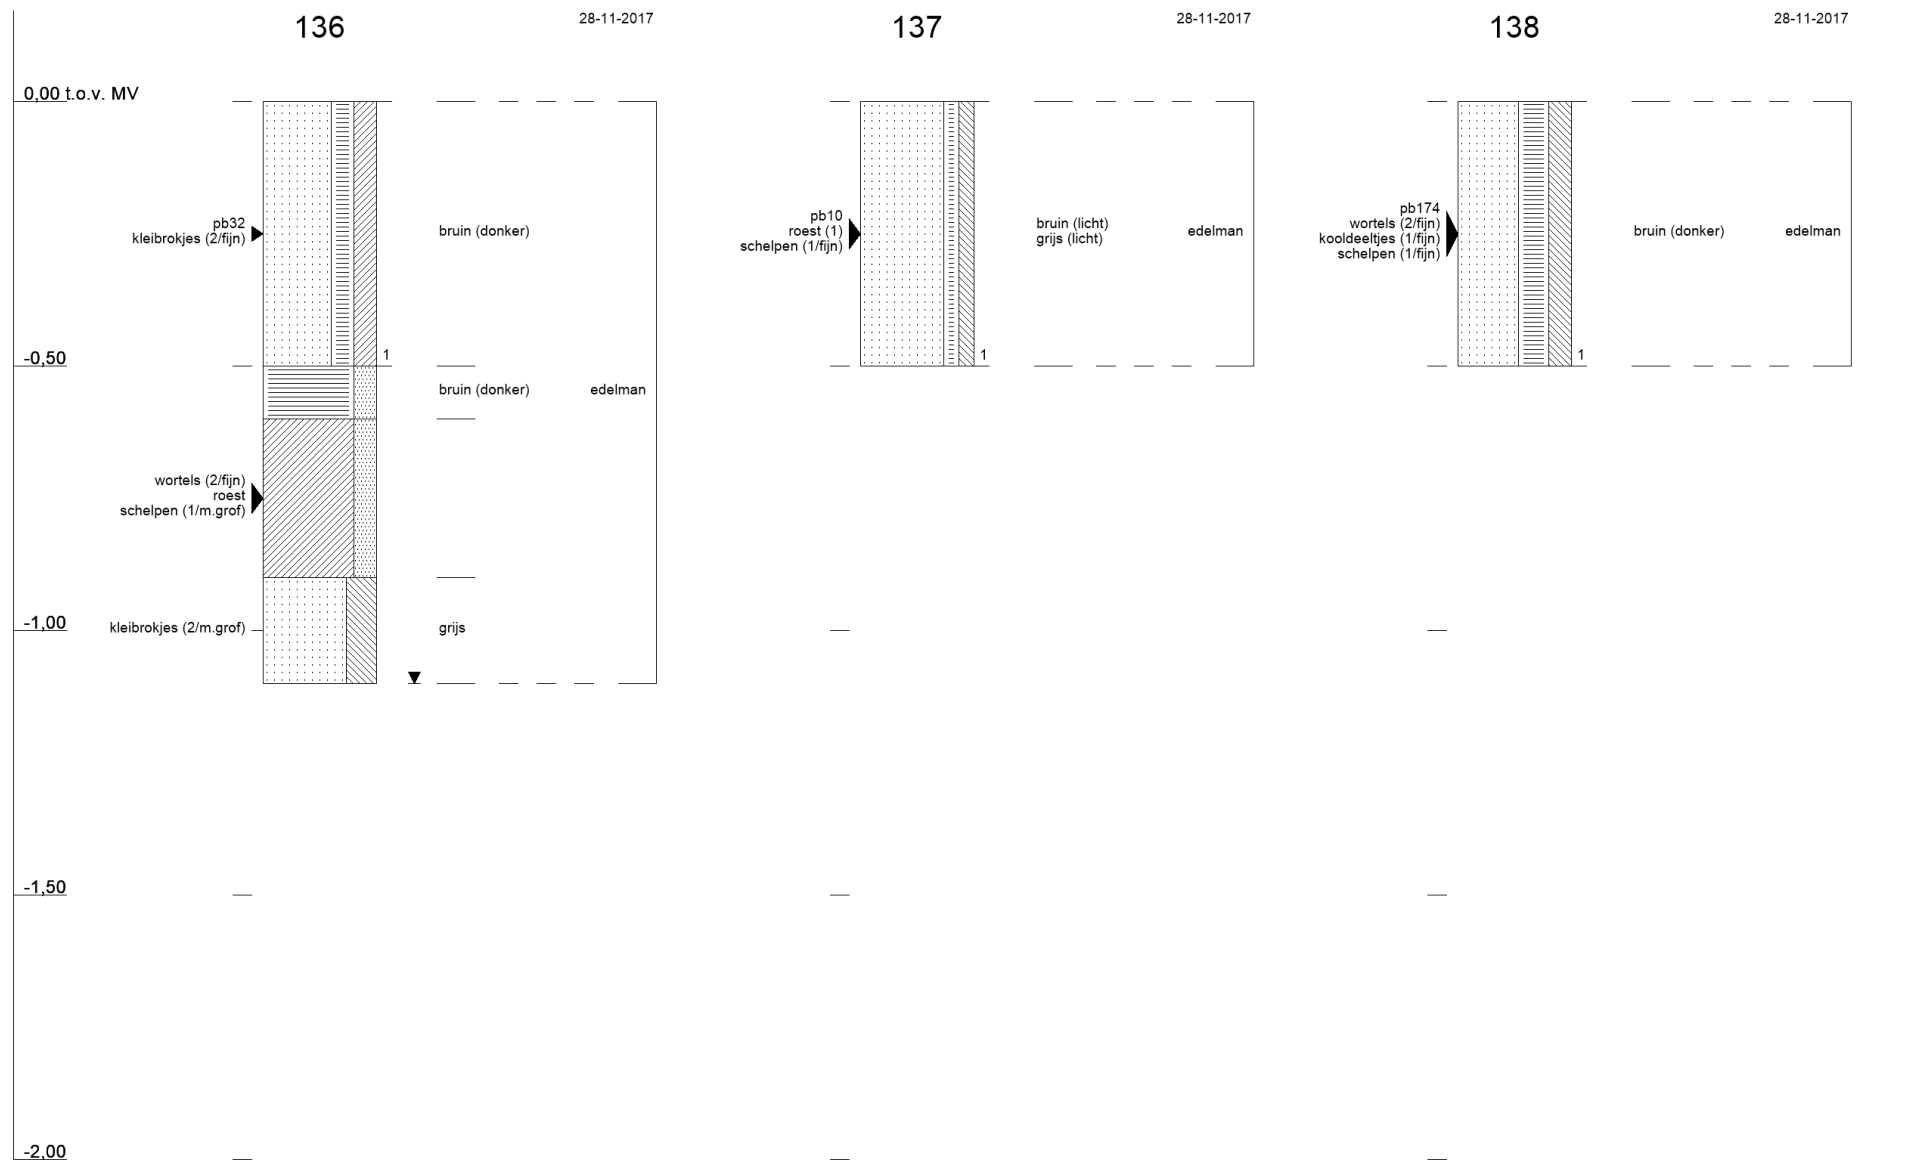 136
28-11-2017
137
28-11-2017
138
28-11-2017
0,00 t.o.v. MV
pb32
kleibrokjes (2/fijn)
bruin (donker)
1
bruin (donker)
edelman
wortels (2/fijn)
roest
schelpen (1/m.grof)
kleibrokjes (2/m.grof)
grijs
pb10
roest (1)
schelpen (1/fijn)
bruin (licht)
grijs (licht)
edelman
1
pb174
wortels (2/fijn)
kooldeeltjes (1/fijn)
schelpen (1/fijn)
bruin (donker)
edelman
1
-0,50
-1,00
-1,50
-2,00